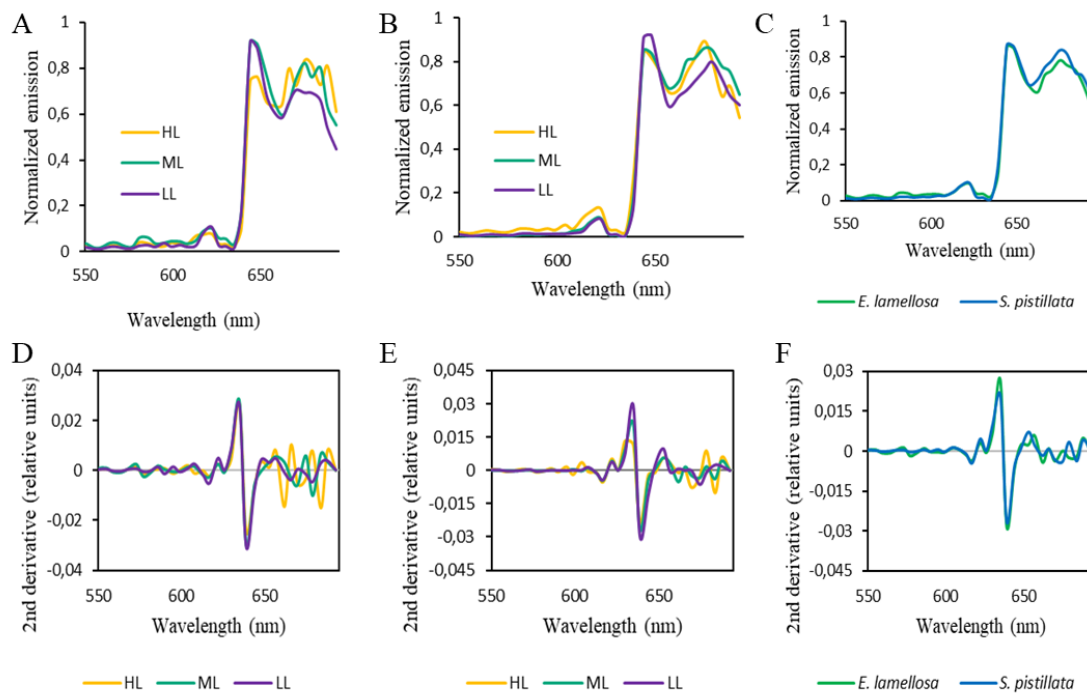 A
Normalized emission
1
0,8
0,6
0,4
0,2
0
HL
ML
LL
550
600
650
Wavelength (nm)
B
Normalized emission
1
0,8
0,6
0,4
0,2
0
HL
ML
LL
550
600
650
Wavelength (nm)
C
Normalized emission
1
0,8
0,6
0,4
0,2
0
550
600
650
Wavelength (nm)
E. lamellosa
S. pistillata
D
2nd derivative (relative units)
0,04
0,02
0
-0,02
-0,04
550
600
650
Wavelength (nm)
HL
ML
LL
E
2nd derivative (relative units)
0,045
0,03
0,015
0
-0,015
-0,03
-0,045
550
600
650
Wavelength (nm)
HL
ML
LL
F
2nd derivative (relative units)
0,03
0,015
0
-0,015
-0,03
-0,045
550
600
650
Wavelength (nm)
E. lamellosa
S. pistillata